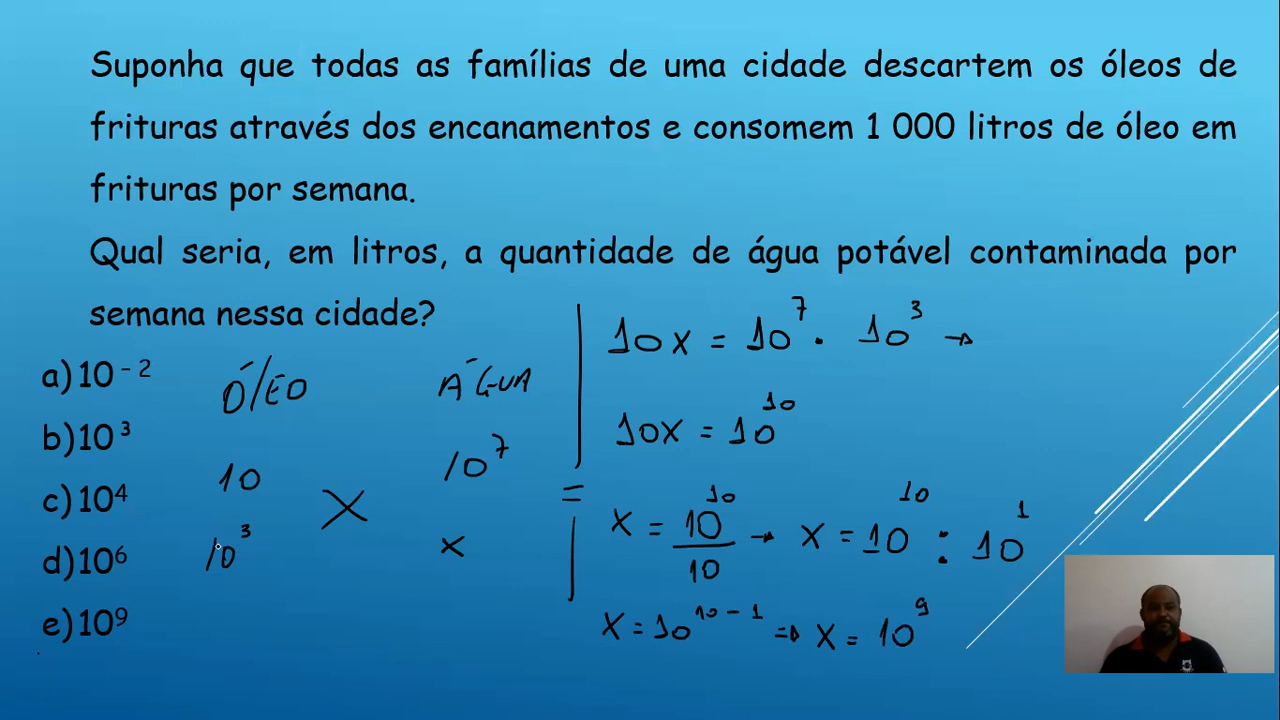 Suponha que todas as famílias de uma cidade descartem os óleos de
frituras através dos encanamentos e consomem 1 000 litros de óleo em
frituras por semana.
Qual seria, em litros, a quantidade de água potável contaminada por
semana nessa cidade?
a) 10⁻²
b) 10³
c) 10⁴
d) 10⁶
e) 10⁹
ÓLEO ÁGUA
10 10⁷
10³ x
10x = 10⁷ · 10³ →
10x = 10¹⁰
x = 10¹⁰/10 → x = 10¹⁰ : 10¹
x = 10¹⁰⁻¹ ⇒ x = 10⁹